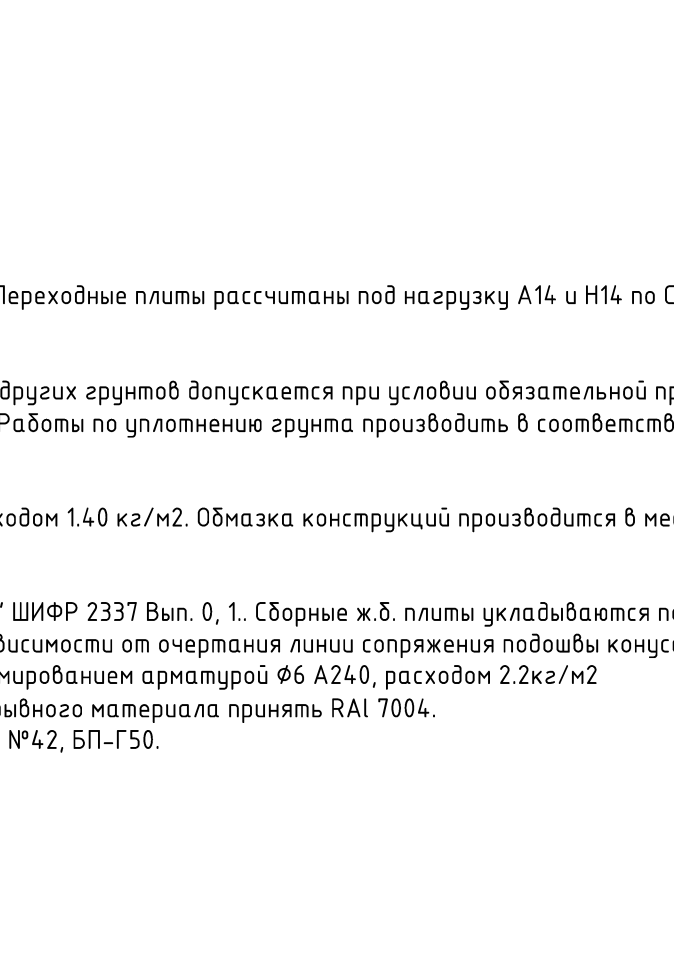 Переходные плиты рассчитаны под нагрузку А14 и Н14 по С
других грунтов допускается при условии обязательной пр
Работы по уплотнению грунта производить в соответств
ходом 1.40 кг/м2. Обмазка конструкций производится в ме
" ШИФР 2337 Вып. 0, 1.. Сборные ж.б. плиты укладываются п
висимости от очертания линии сопряжения подошвы конус
мированием арматурой Ø6 А240, расходом 2.2кг/м2
рывного материала принять RAl 7004.
№42, БП-Г50.